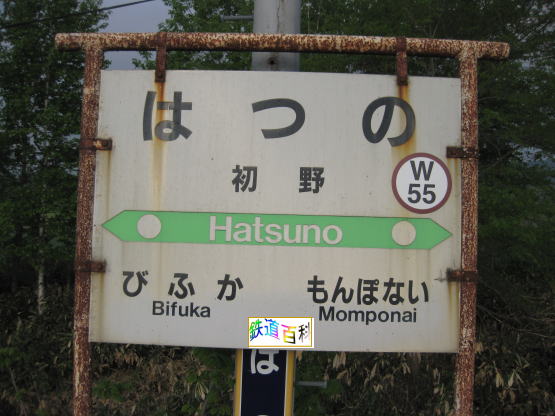 はつの
初野
W
55
Hatsuno
びふか
Bifuka
もんぽない
Momponai
鉄道百科
は